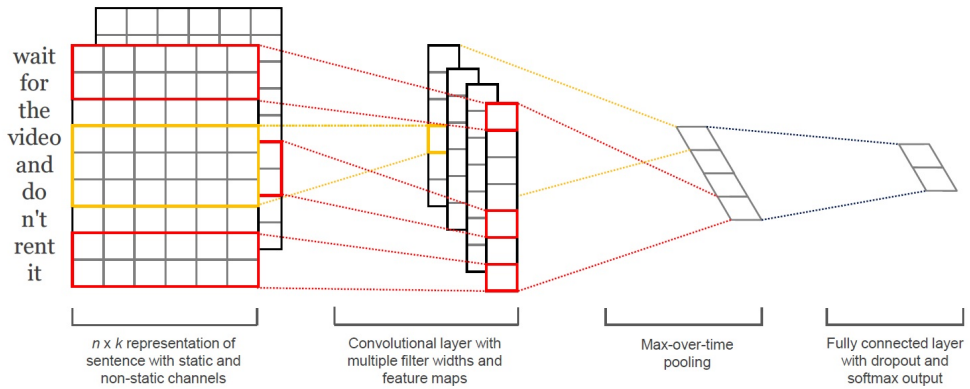 wait
for
the
video
and
do
n't
rent
it
n x k representation of
sentence with static and
non-static channels
Convolutional layer with
multiple filter widths and
feature maps
Max-over-time
pooling
Fully connected layer
with dropout and
softmax output